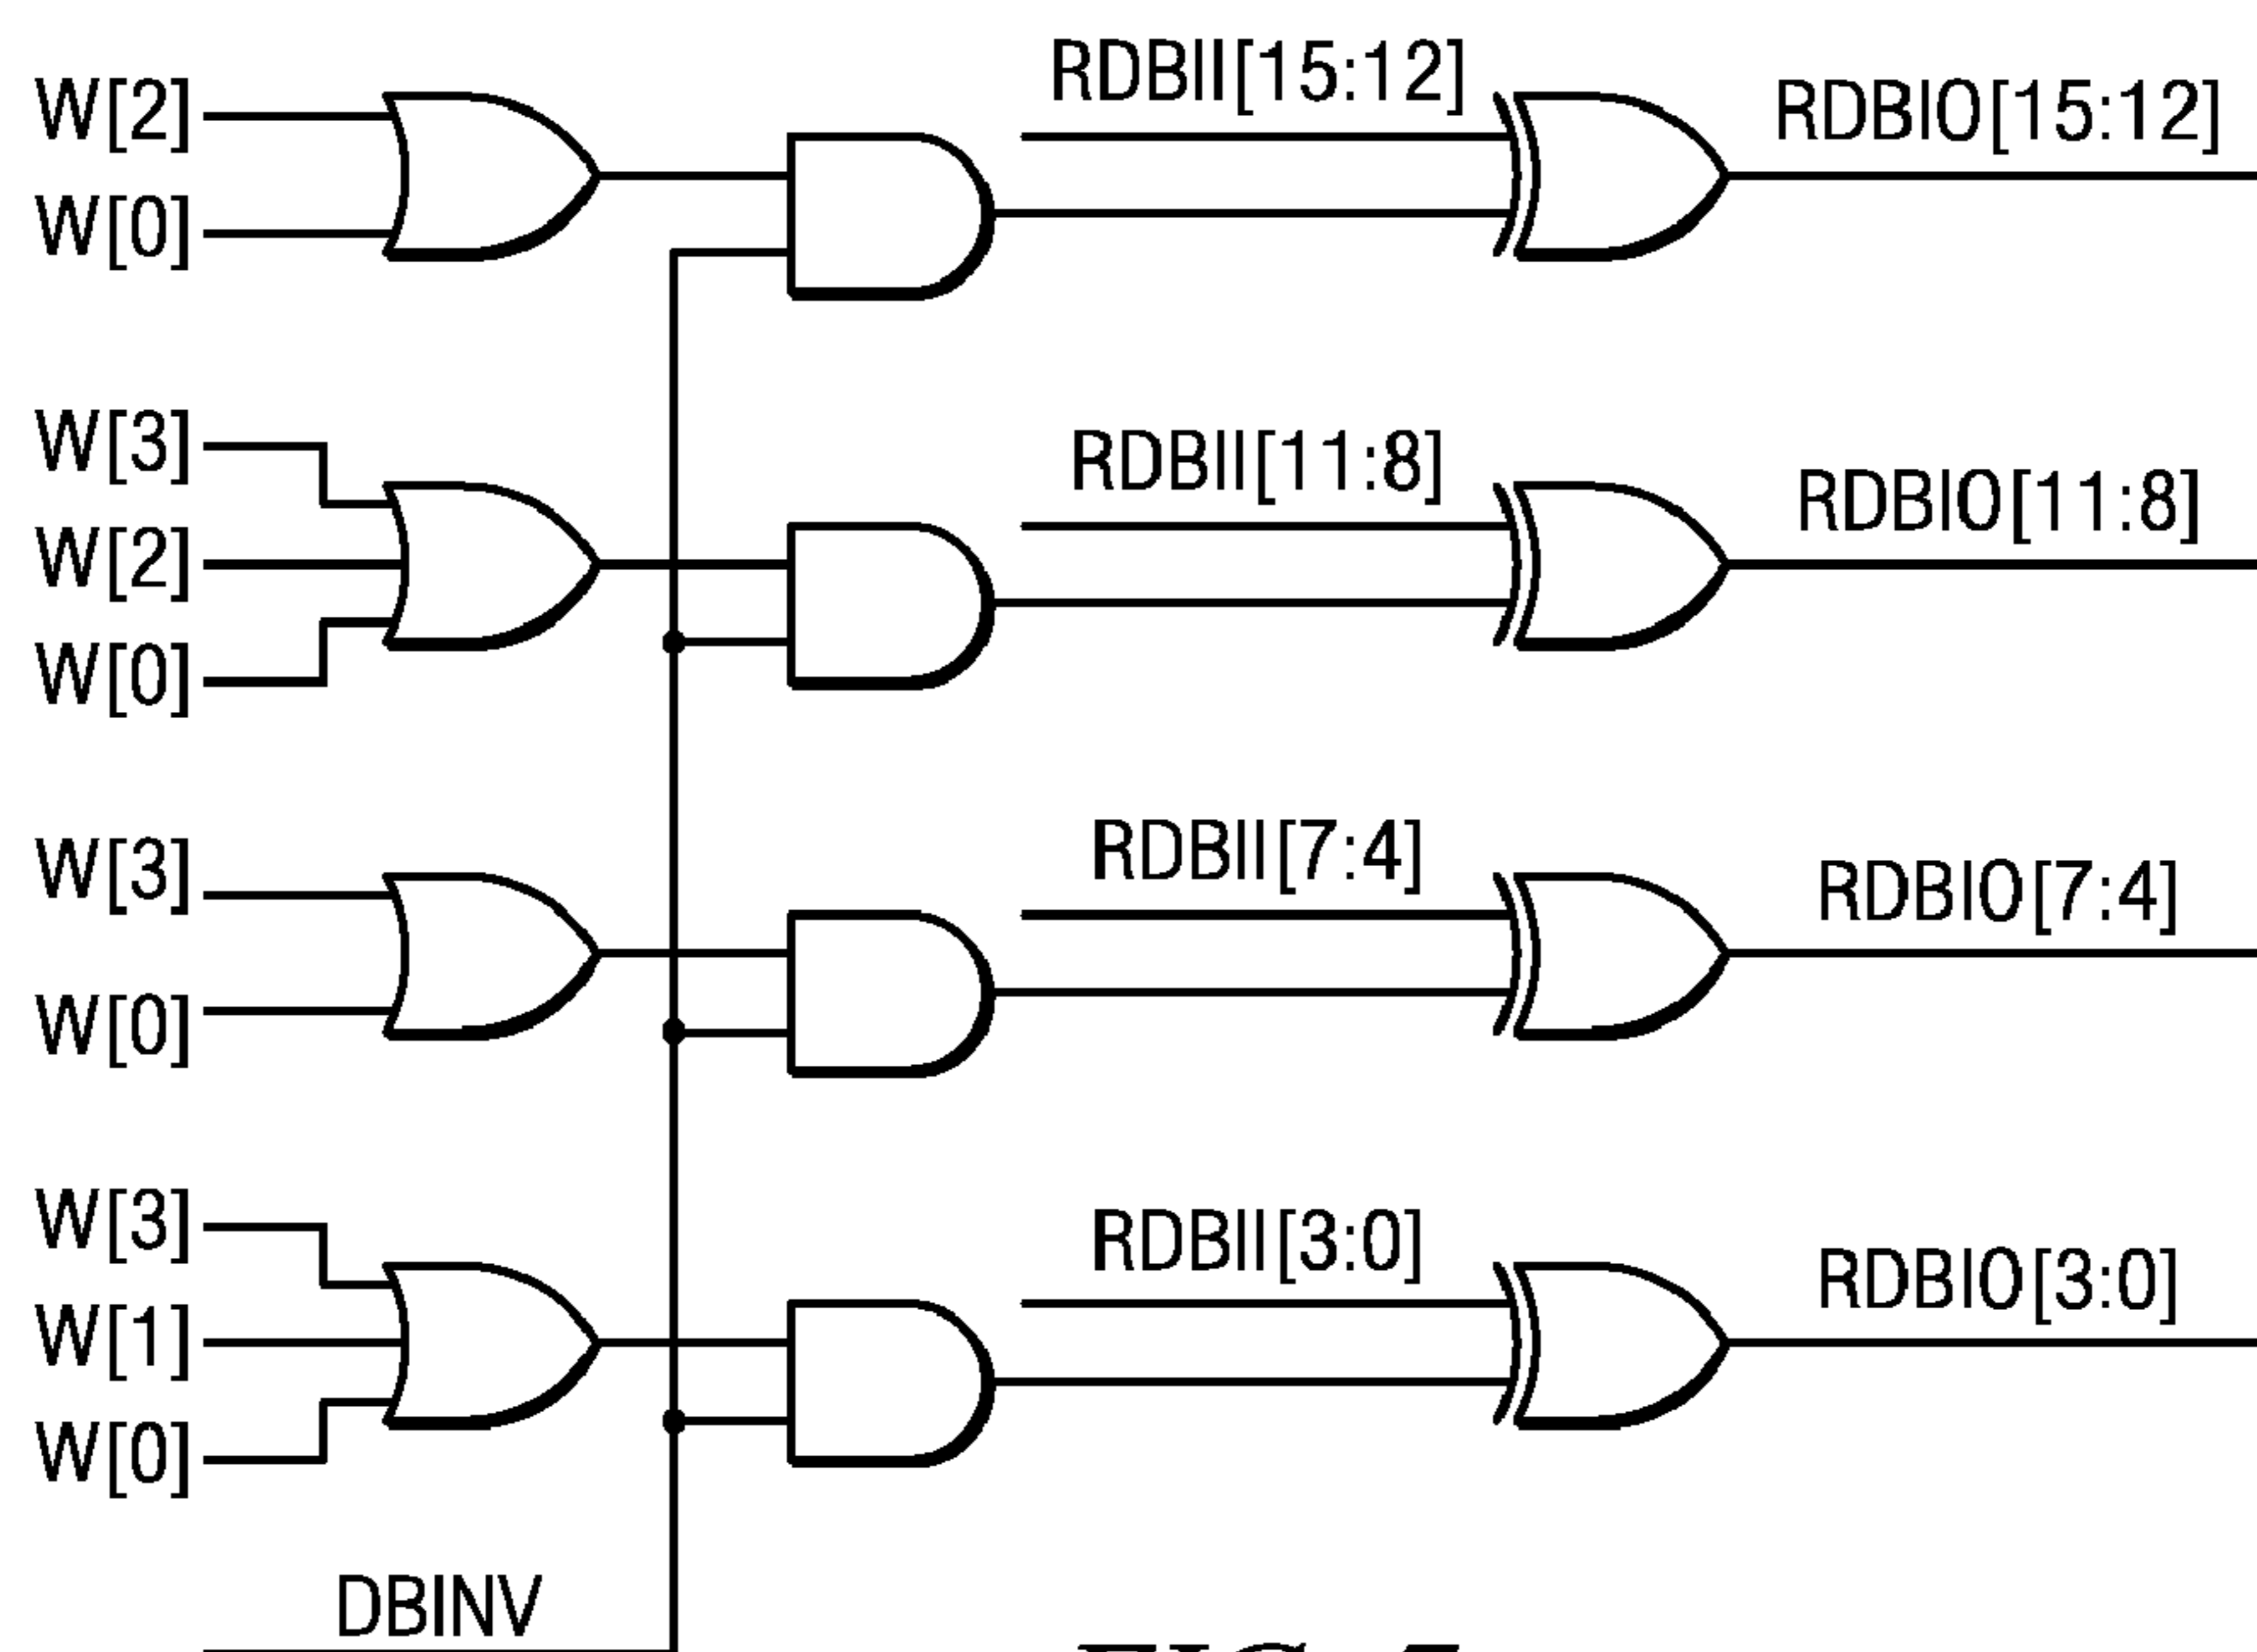 RDBII[15:12]
W[2]
RDBIO[15:12]
W[0]
W[3]
RDBII[11:8]
RDBIO[11:8]
W[2]
W[0]
W[3]
RDBII[7:4]
RDBIO[7:4]
W[0]
W[3]
RDBII[3:0]
RDBIO[3:0]
W[1]
W[0]
DBINV